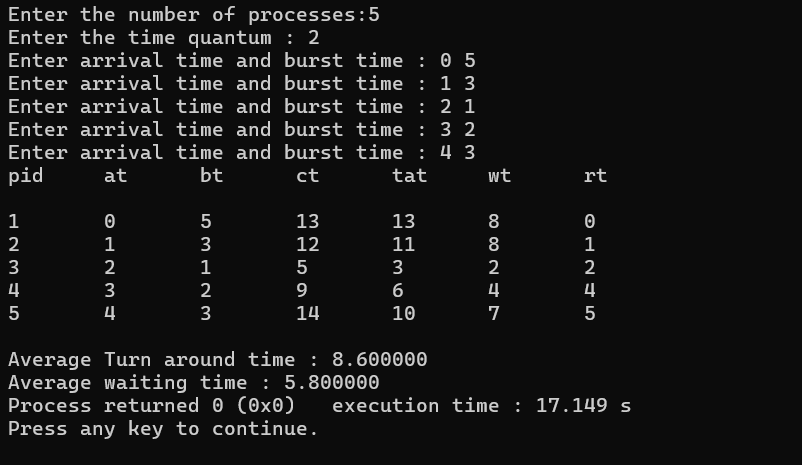 Enter the number of processes:5
Enter the time quantum : 2
Enter arrival time and burst time : 0 5
Enter arrival time and burst time : 1 3
Enter arrival time and burst time : 2 1
Enter arrival time and burst time : 3 2
Enter arrival time and burst time : 4 3
pid     at      bt      ct      tat     wt      rt
1       0       5       13      13      8       0
2       1       3       12      11      8       1
3       2       1       5       3       2       2
4       3       2       9       6       4       4
5       4       3       14      10      7       5
Average Turn around time : 8.600000
Average waiting time : 5.800000
Process returned 0 (0x0)   execution time : 17.149 s
Press any key to continue.